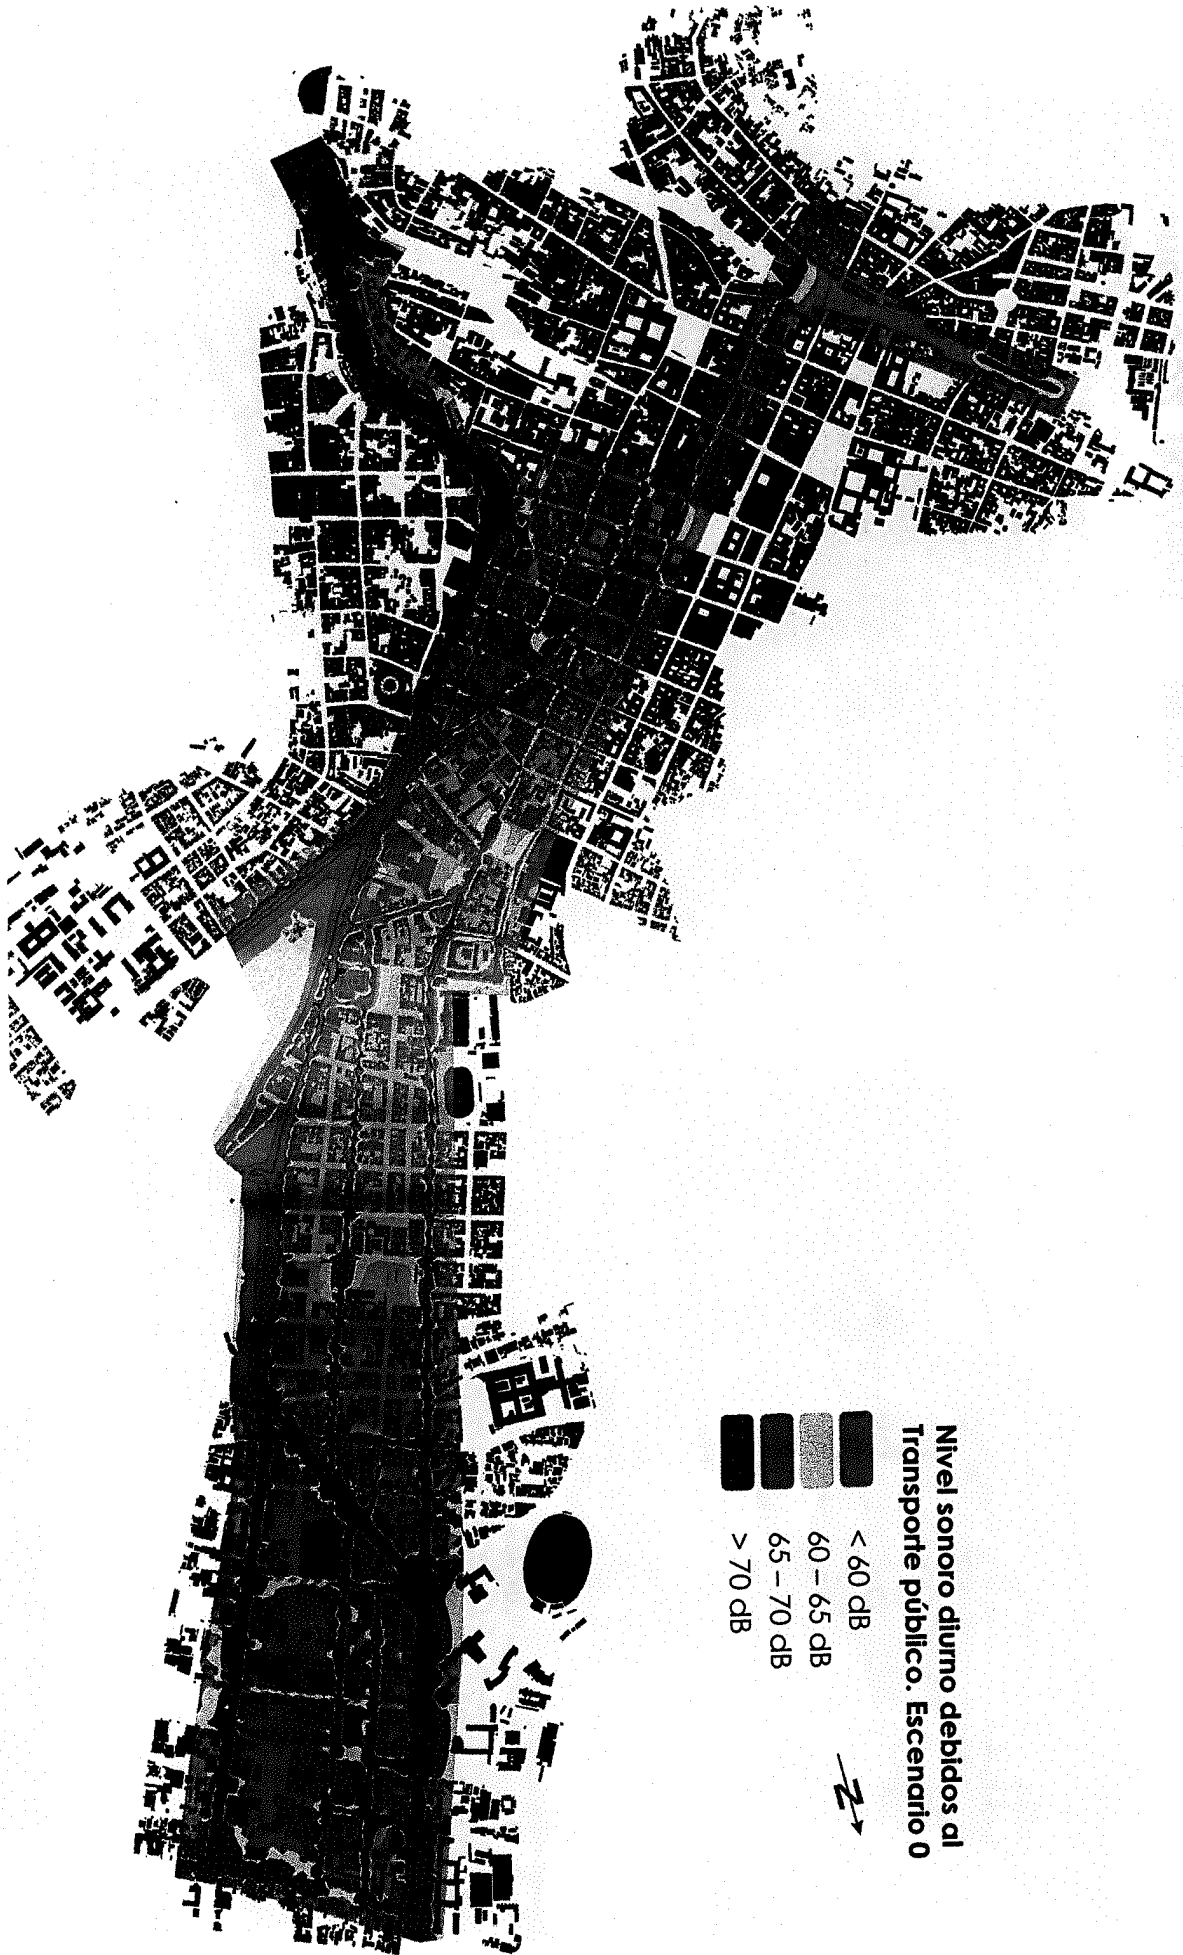 Nivel sonoro diurno debidos al
Transporte público. Escenario 0
< 60 dB
60 – 65 dB
65 – 70 dB
> 70 dB
N